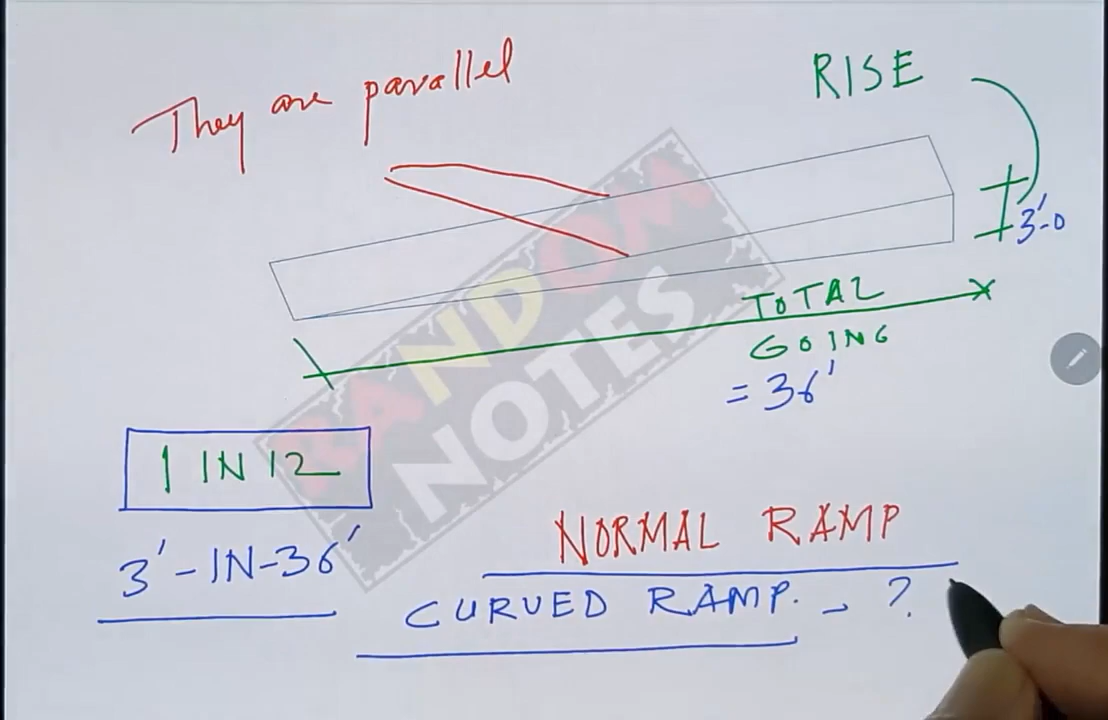 They are parallel
RISE
3'-0
TOTAL
GOING
= 36'
RANDOM
NOTES
1 IN 12
3'-IN-36'
NORMAL RAMP
CURVED RAMP. - ?